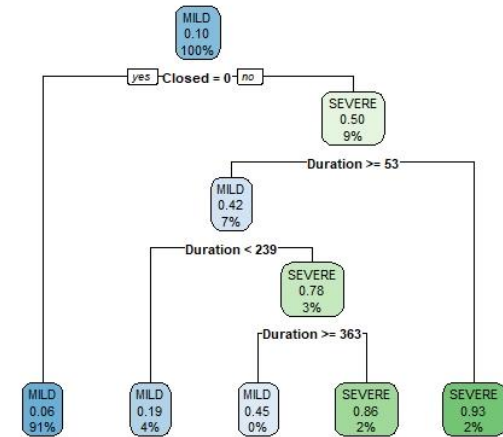 MILD
0.10
100%
yes Closed = 0 no
SEVERE
0.50
9%
Duration >= 53
MILD
0.42
7%
Duration < 239
SEVERE
0.78
3%
Duration >= 363
MILD
0.06
91%
MILD
0.19
4%
MILD
0.45
0%
SEVERE
0.86
2%
SEVERE
0.93
2%